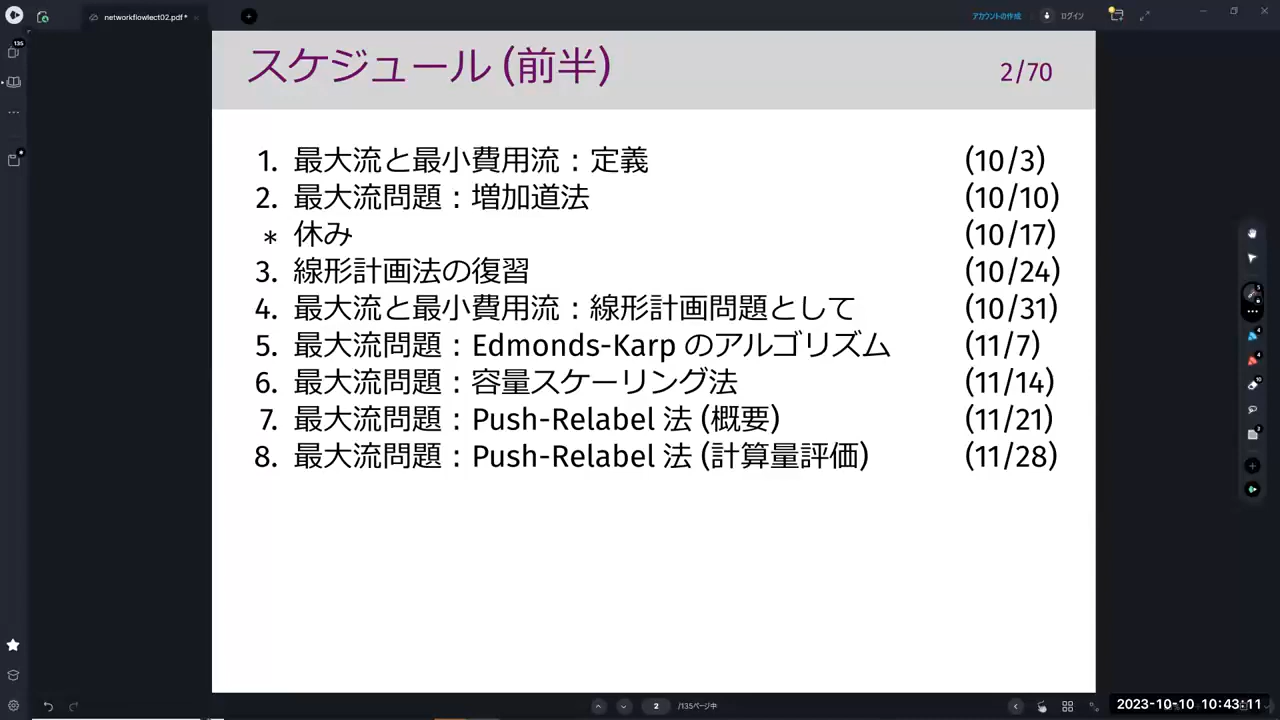 networkflowlect02.pdf *
アカウントの作成
ログイン
135
スケジュール (前半)
2/70
1. 最大流と最小費用流：定義 (10/3)
2. 最大流問題：増加道法 (10/10)
* 休み (10/17)
3. 線形計画法の復習 (10/24)
4. 最大流と最小費用流：線形計画問題として (10/31)
5. 最大流問題：Edmonds-Karp のアルゴリズム (11/7)
6. 最大流問題：容量スケーリング法 (11/14)
7. 最大流問題：Push-Relabel 法 (概要) (11/21)
8. 最大流問題：Push-Relabel 法 (計算量評価) (11/28)
2 /135ページ中
2023-10-10 10:43:11